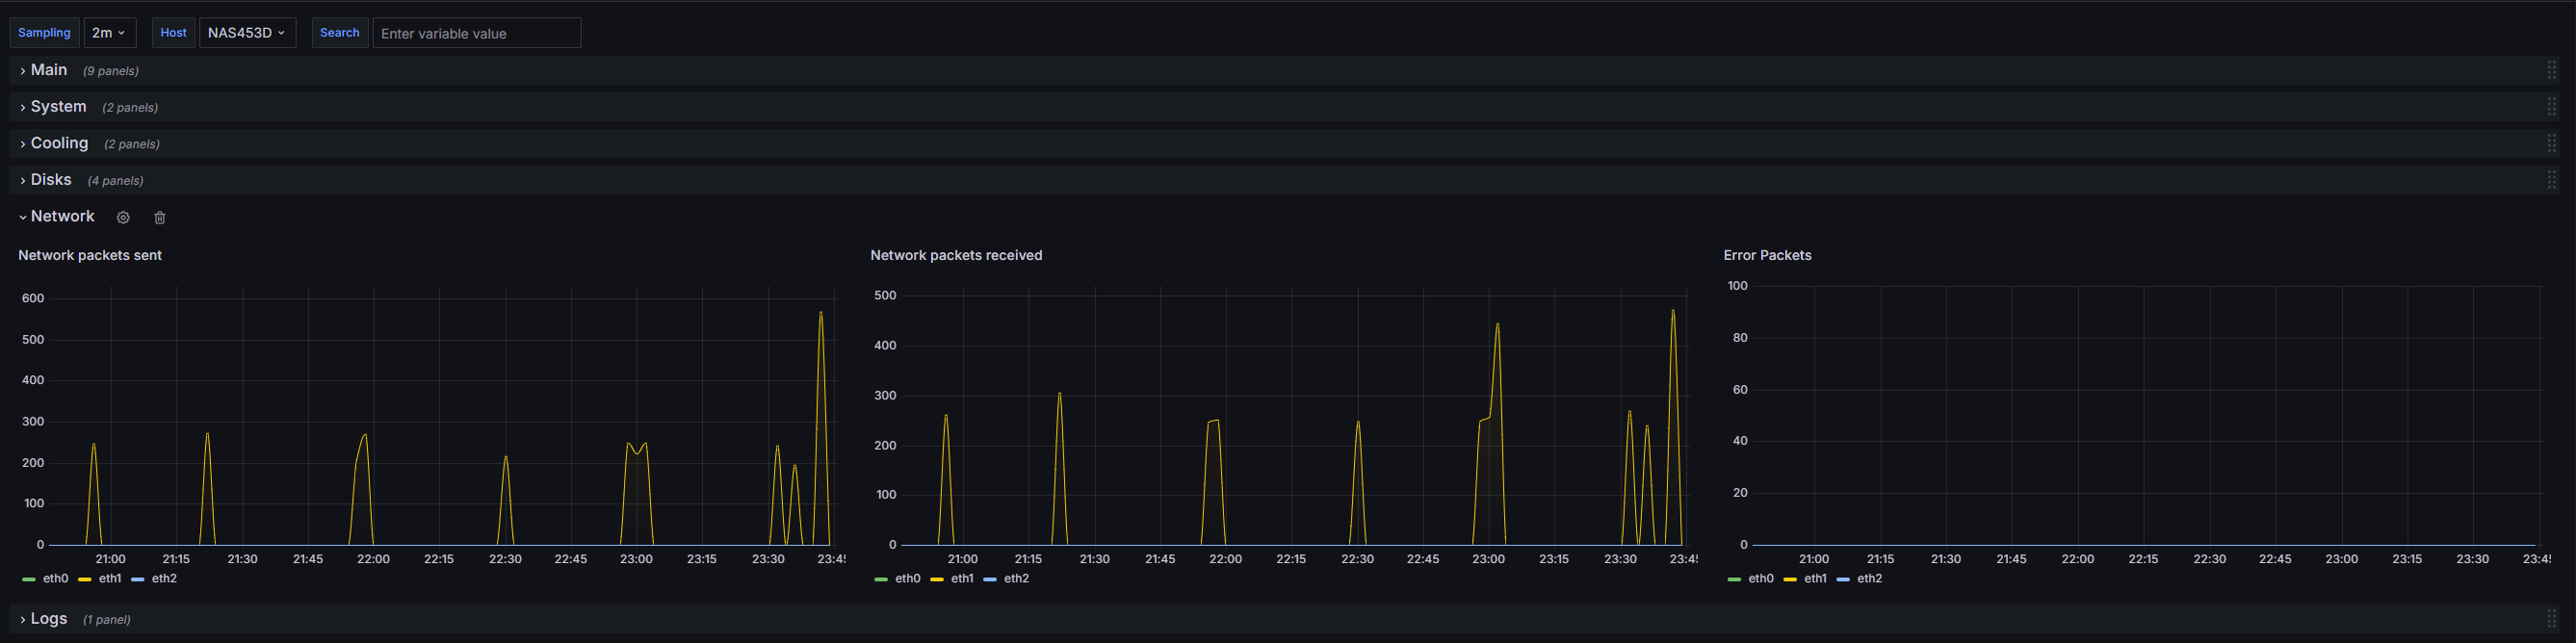 Sampling 2m Host NAS453D Search Enter variable value
Main (9 panels)
System (2 panels)
Cooling (2 panels)
Disks (4 panels)
Network
Network packets sent
600
500
400
300
200
100
0
21:00 21:15 21:30 21:45 22:00 22:15 22:30 22:45 23:00 23:15 23:30 23:4
eth0 eth1 eth2
Network packets received
500
400
300
200
100
0
21:00 21:15 21:30 21:45 22:00 22:15 22:30 22:45 23:00 23:15 23:30 23:4
eth0 eth1 eth2
Error Packets
100
80
60
40
20
0
21:00 21:15 21:30 21:45 22:00 22:15 22:30 22:45 23:00 23:15 23:30 23:4
eth0 eth1 eth2
Logs (1 panel)